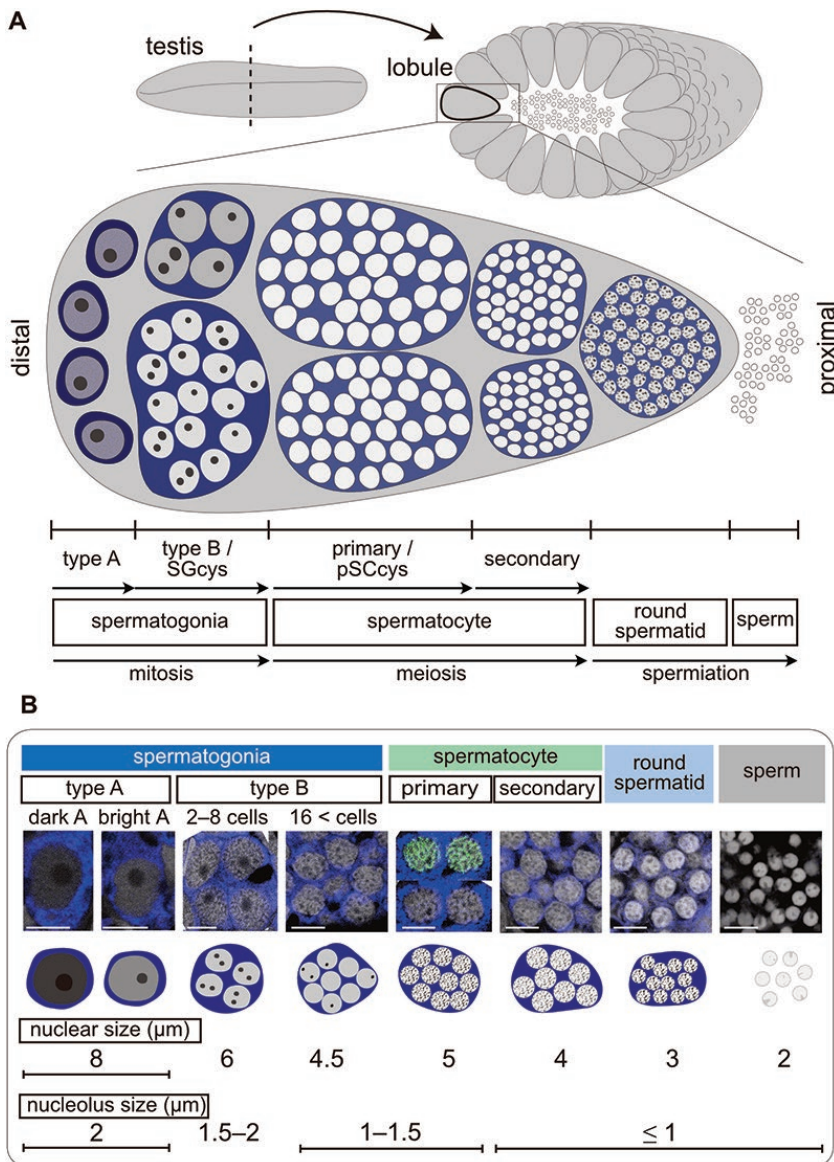 A
testis
lobule
distal
proximal
type A
type B /
SGcys
primary /
pSCcys
secondary
spermatogonia
spermatocyte
round
spermatid
sperm
mitosis
meiosis
spermiation
B
spermatogonia
spermatocyte
round
spermatid
sperm
type A
type B
primary
secondary
dark A
bright A
2–8 cells
16 < cells
nuclear size (μm)
8
6
4.5
5
4
3
2
nucleolus size (μm)
2
1.5–2
1–1.5
≤ 1